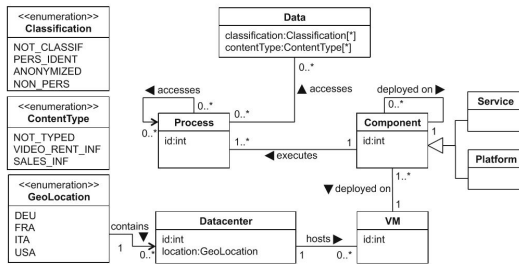 <<enumeration>>
Classification
NOT_CLASSIF
PERS_IDENT
ANONYMIZED
NON_PERS
<<enumeration>>
ContentType
NOT_TYPED
VIDEO_RENT_INF
SALES_INF
<<enumeration>>
GeoLocation
DEU
FRA
ITA
USA
Data
classification:Classification[*]
contentType:ContentType[*]
0..*
◀ accesses
0..*
0..*
▲ accesses
0..*
Process
id:int
1..*
1
◀ executes
deployed on ▶
0..*
1
Component
id:int
Service
Platform
1..*
▼ deployed on
1
contains
▼
1
0..*
Datacenter
id:int
location:GeoLocation
hosts ▶
1
0..*
VM
id:int